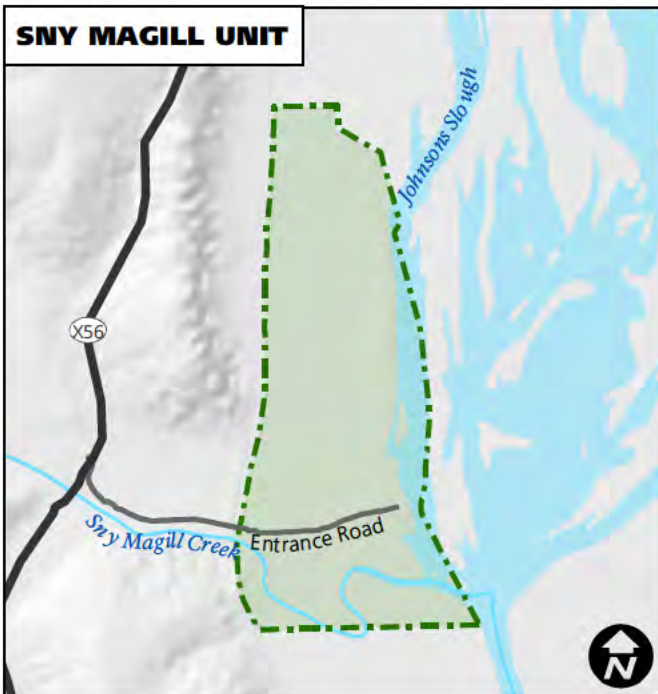 SNY MAGILL UNIT
Johnsons Slough
X56
Sny Magill Creek
Entrance Road
N